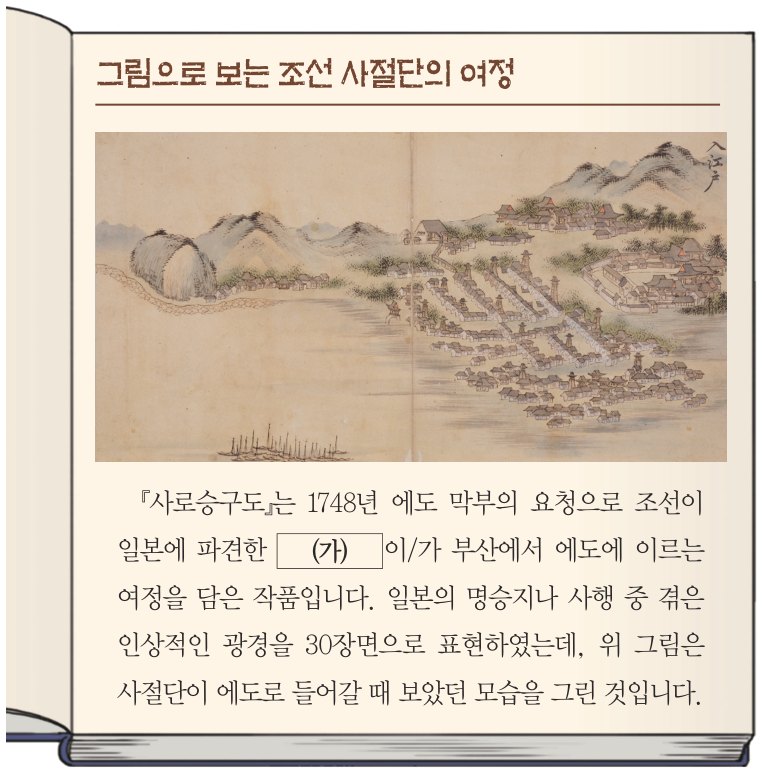 그림으로 보는 조선 사절단의 여정
入江戶
『사로승구도』는 1748년 에도 막부의 요청으로 조선이
일본에 파견한 (가) 이/가 부산에서 에도에 이르는
여정을 담은 작품입니다. 일본의 명승지나 사행 중 겪은
인상적인 광경을 30장면으로 표현하였는데, 위 그림은
사절단이 에도로 들어갈 때 보았던 모습을 그린 것입니다.